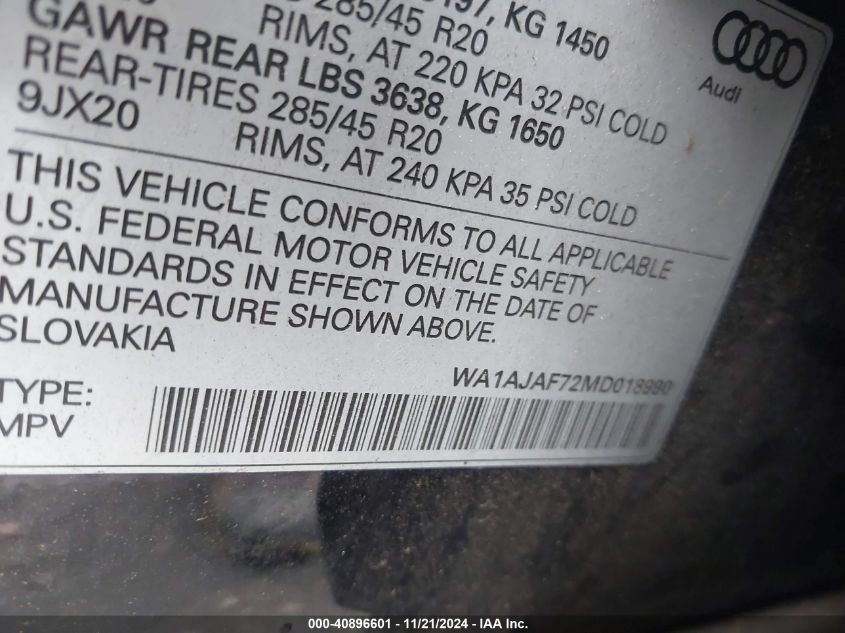 KG 1450
285/45 R20
RIMS, AT 220 KPA 32 PSI COLD
GAWR REAR LBS 3638, KG 1650
REAR-TIRES 285/45 R20
9JX20 RIMS, AT 240 KPA 35 PSI COLD
Audi
THIS VEHICLE CONFORMS TO ALL APPLICABLE
U.S. FEDERAL MOTOR VEHICLE SAFETY
STANDARDS IN EFFECT ON THE DATE OF
MANUFACTURE SHOWN ABOVE.
SLOVAKIA
WA1AJAF72MD018990
TYPE:
MPV
000-40896601 - 11/21/2024 - IAA Inc.